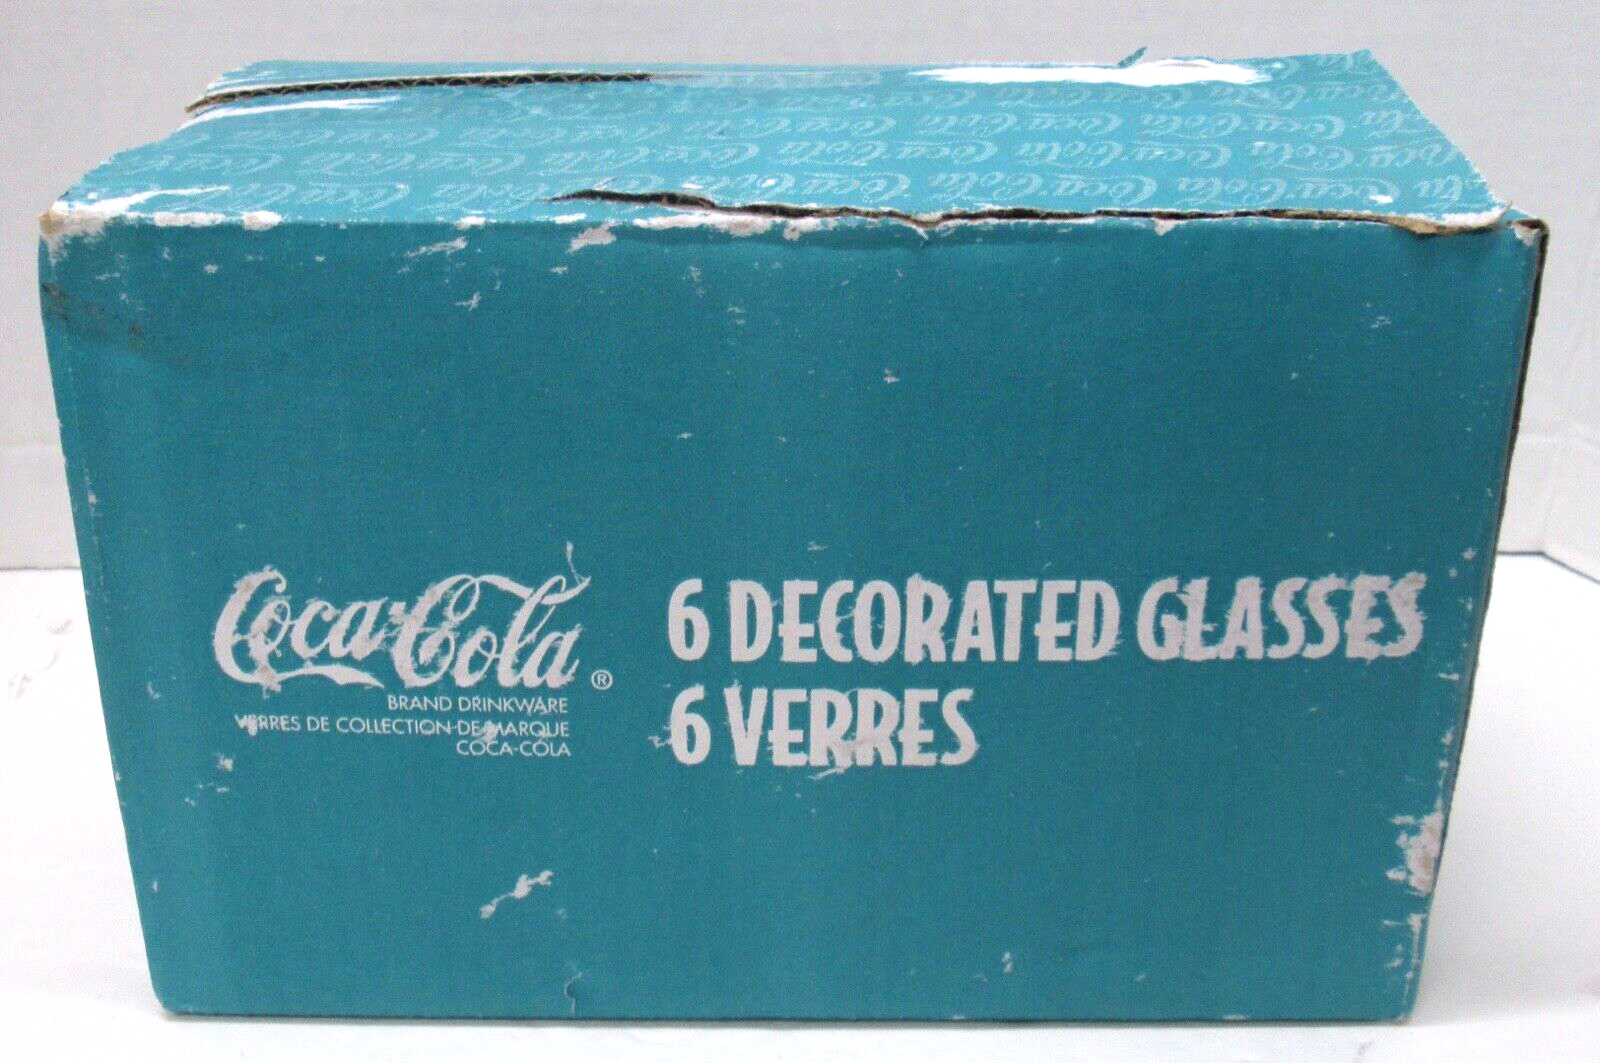 Coca-Cola ®
BRAND DRINKWARE
VERRES DE COLLECTION DE MARQUE
COCA-COLA
6 DECORATED GLASSES
6 VERRES